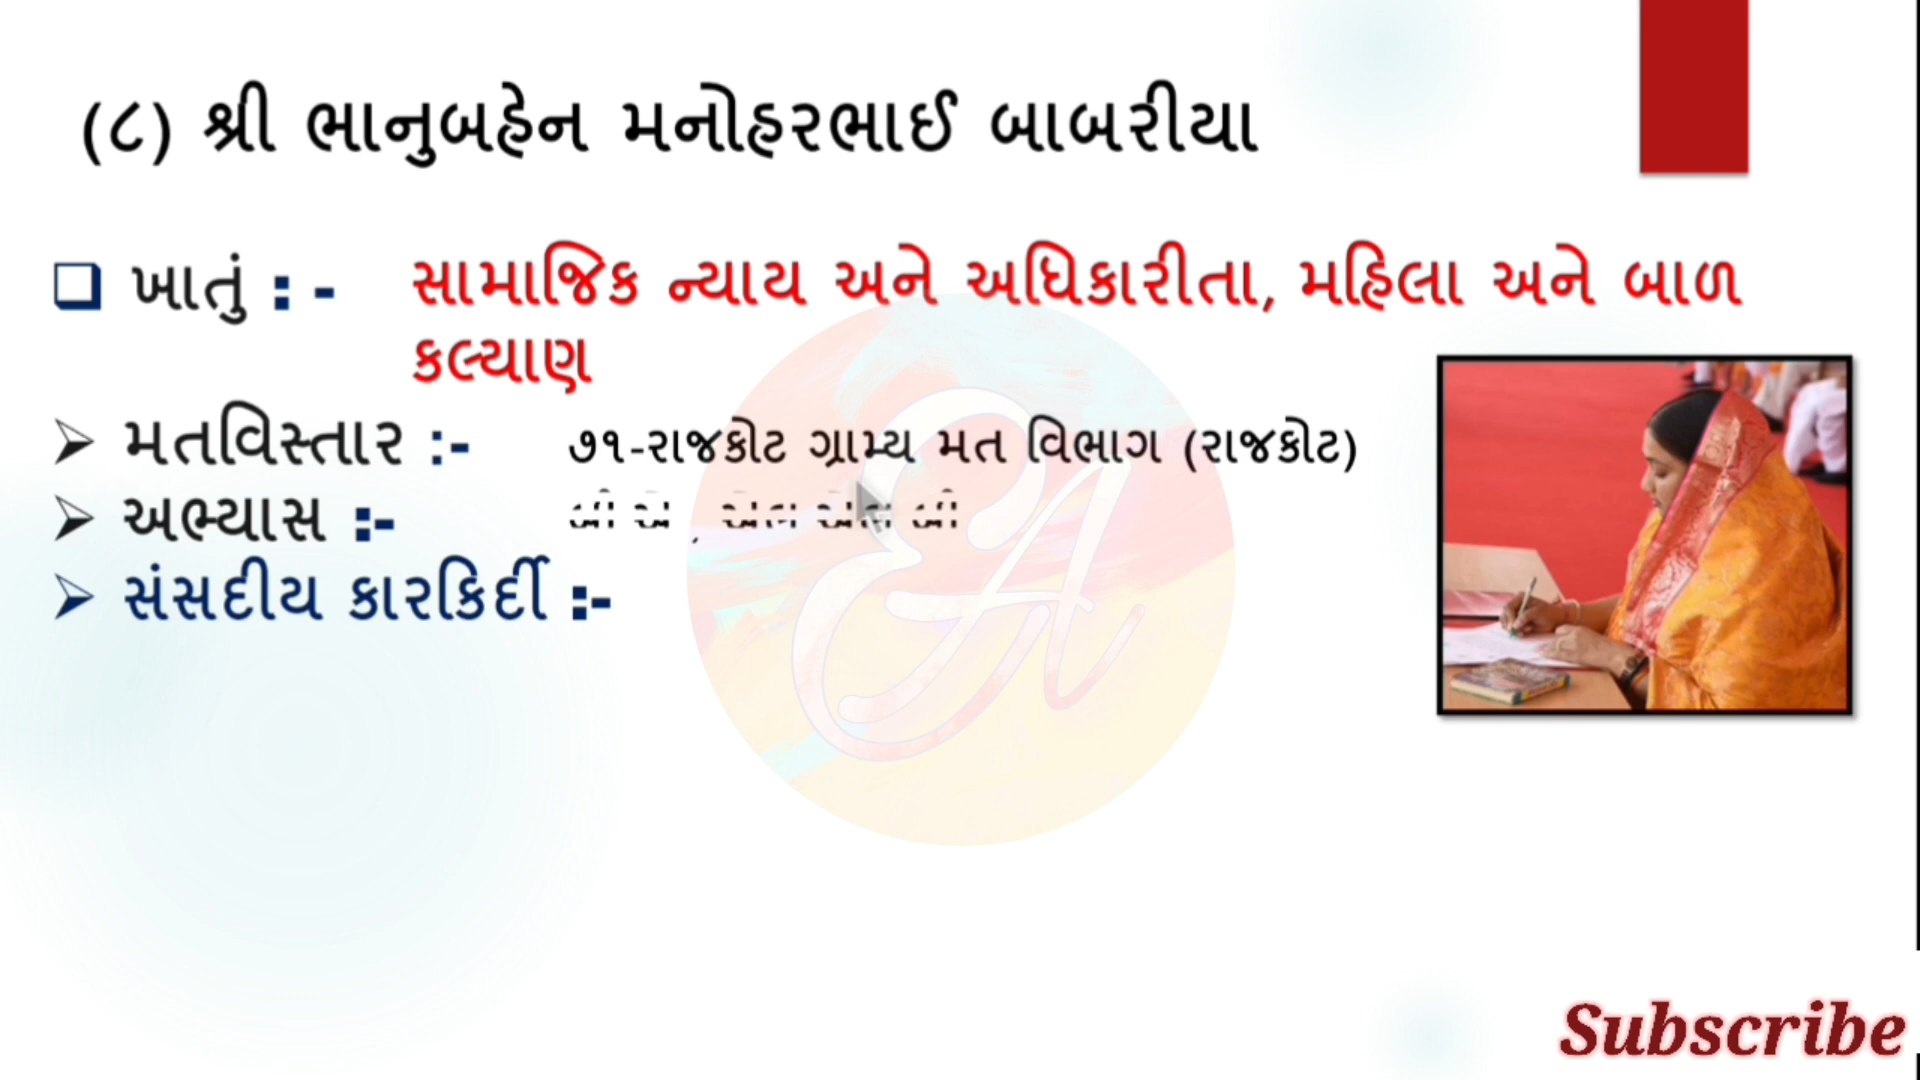 (૮) શ્રી ભાનુબહેન મનોહરભાઈ બાબરીયા
ખાતું : - સામાજિક ન્યાય અને અધિકારીતા, મહિલા અને બાળ
કલ્યાણ
મતવિસ્તાર :- ૭૧-રાજકોટ ગ્રામ્ય મત વિભાગ (રાજકોટ)
અભ્યાસ :-
સંસદીય કારકિર્દી :-
EA
Subscribe